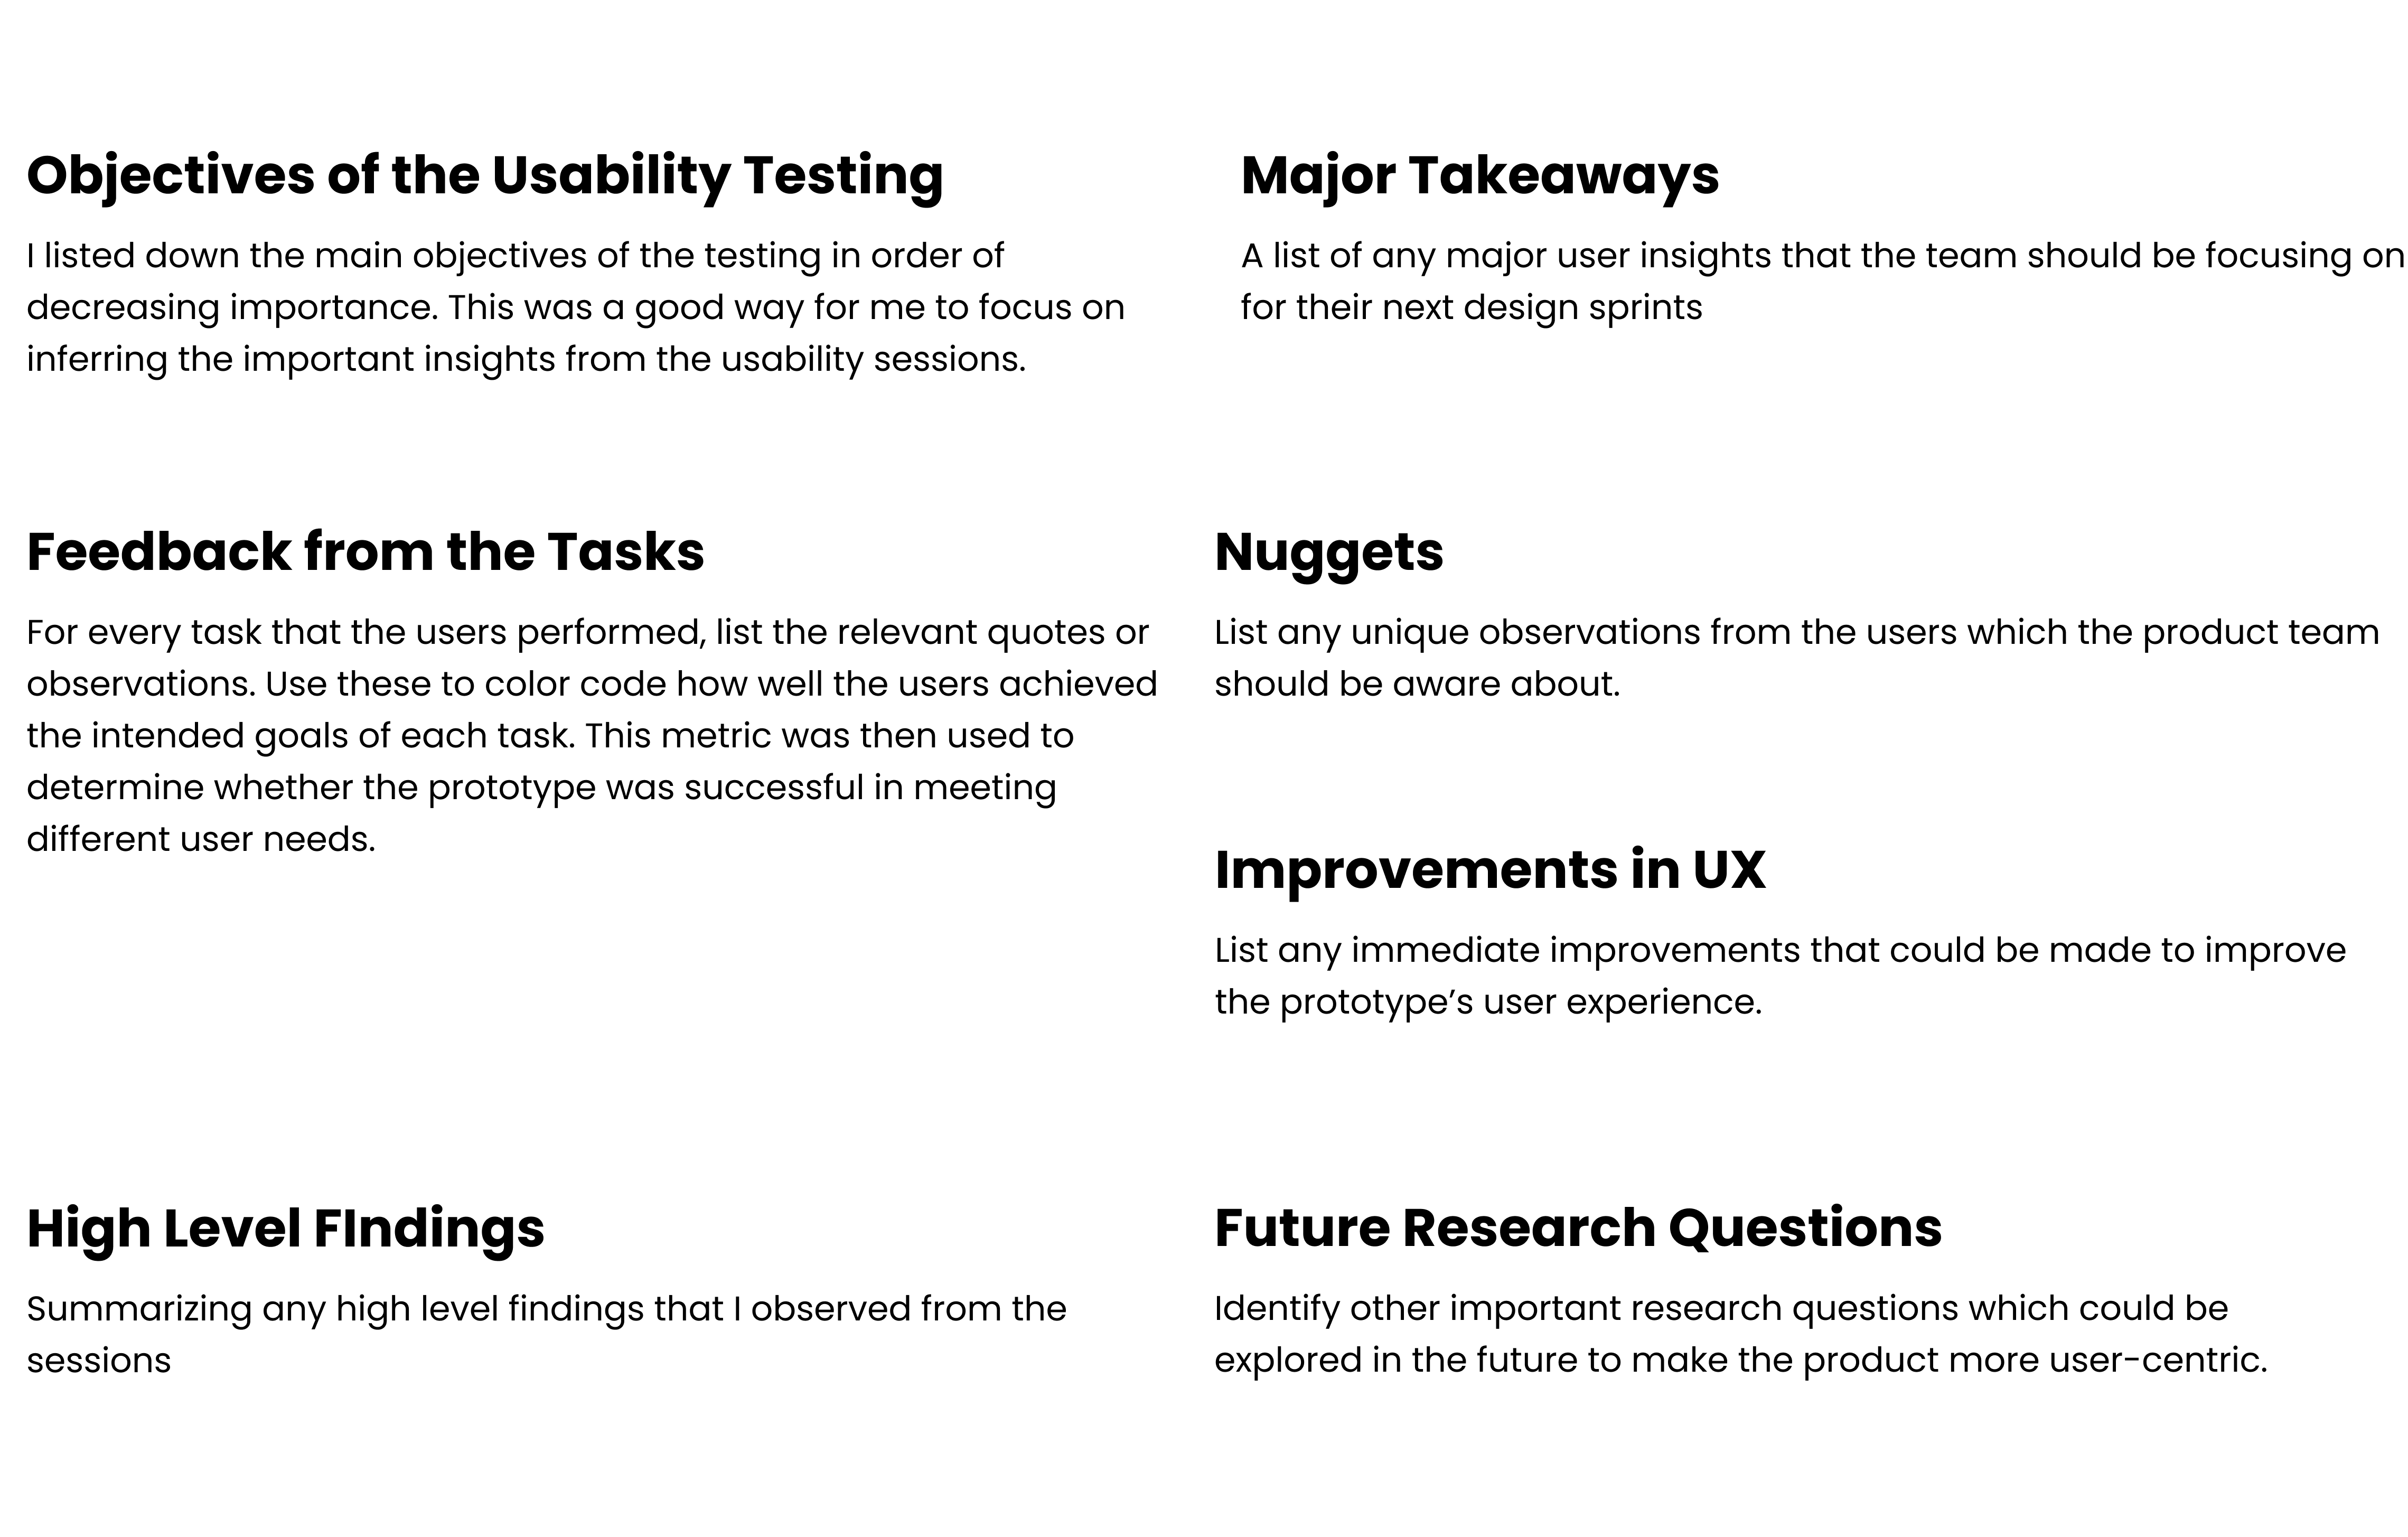 Objectives of the Usability Testing
I listed down the main objectives of the testing in order of
decreasing importance. This was a good way for me to focus on
inferring the important insights from the usability sessions.
Major Takeaways
A list of any major user insights that the team should be focusing on
for their next design sprints
Feedback from the Tasks
For every task that the users performed, list the relevant quotes or
observations. Use these to color code how well the users achieved
the intended goals of each task. This metric was then used to
determine whether the prototype was successful in meeting
different user needs.
Nuggets
List any unique observations from the users which the product team
should be aware about.
Improvements in UX
List any immediate improvements that could be made to improve
the prototype’s user experience.
High Level FIndings
Summarizing any high level findings that I observed from the
sessions
Future Research Questions
Identify other important research questions which could be
explored in the future to make the product more user-centric.